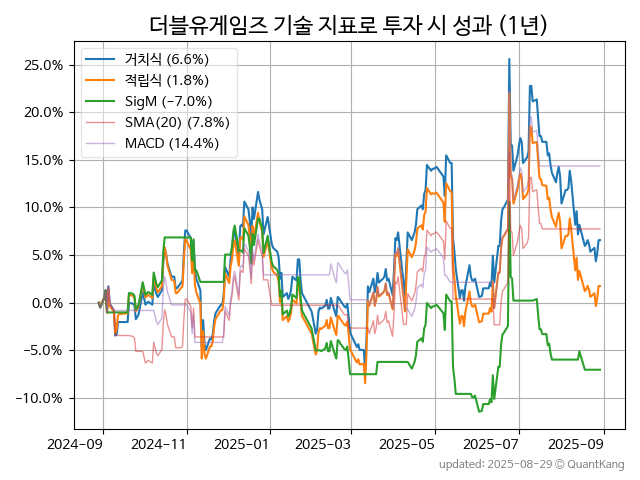 더블유게임즈 기술 지표로 투자 시 성과 (1년)
거치식 (6.6%)
적립식 (1.8%)
SigM (−7.0%)
SMA(20) (7.8%)
MACD (14.4%)
25.0%
20.0%
15.0%
10.0%
5.0%
0.0%
−5.0%
−10.0%
2024-09 2024-11 2025-01 2025-03 2025-05 2025-07 2025-09
updated: 2025-08-29 © QuantKang